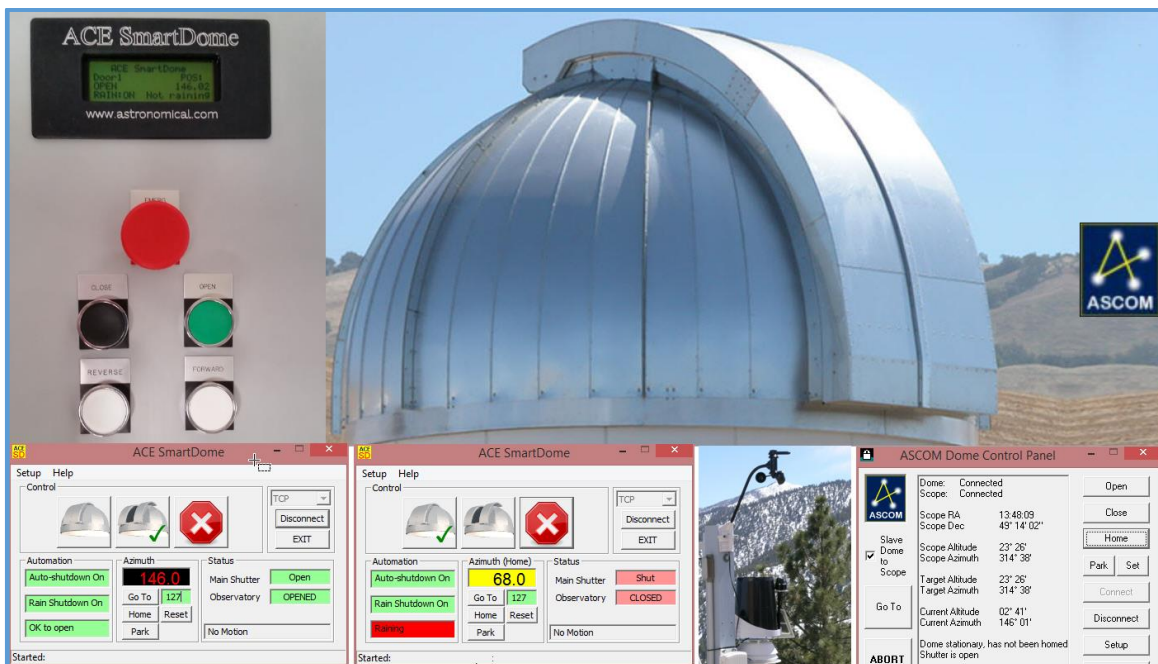 ACE SmartDome
ACE SmartDome
Door1 POS:
OPEN 146.02
RAIN:OK Not raining
www.astronomical.com
CLOSE
OPEN
REVERSE
FORWARD
ASCOM
ACE SD
ACE SmartDome
Setup Help
Control
TCP
Disconnect
EXIT
Automation
Auto-shutdown On
Rain Shutdown On
OK to open
Azimuth
146.0
Go To 127
Home Reset
Park
Status
Main Shutter Open
Observatory OPENED
No Motion
Started:
ACE SD
ACE SmartDome
Setup Help
Control
TCP
Disconnect
EXIT
Automation
Auto-shutdown On
Rain Shutdown On
Raining
Azimuth (Home)
68.0
Go To 127
Home Reset
Park
Status
Main Shutter Shut
Observatory CLOSED
No Motion
Started:
ASCOM Dome Control Panel
ASCOM
Slave
Dome
to
Scope
Go To
ABORT
Dome: Connected
Scope: Connected
Scope RA 13:48:09
Scope Dec 49° 14' 02"
Scope Altitude 23° 26'
Scope Azimuth 314° 38'
Target Altitude 23° 26'
Target Azimuth 314° 38'
Current Altitude 02° 41'
Current Azimuth 146° 01'
Dome stationary, has not been homed
Shutter is open
Open
Close
Home
Park Set
Connect
Disconnect
Setup